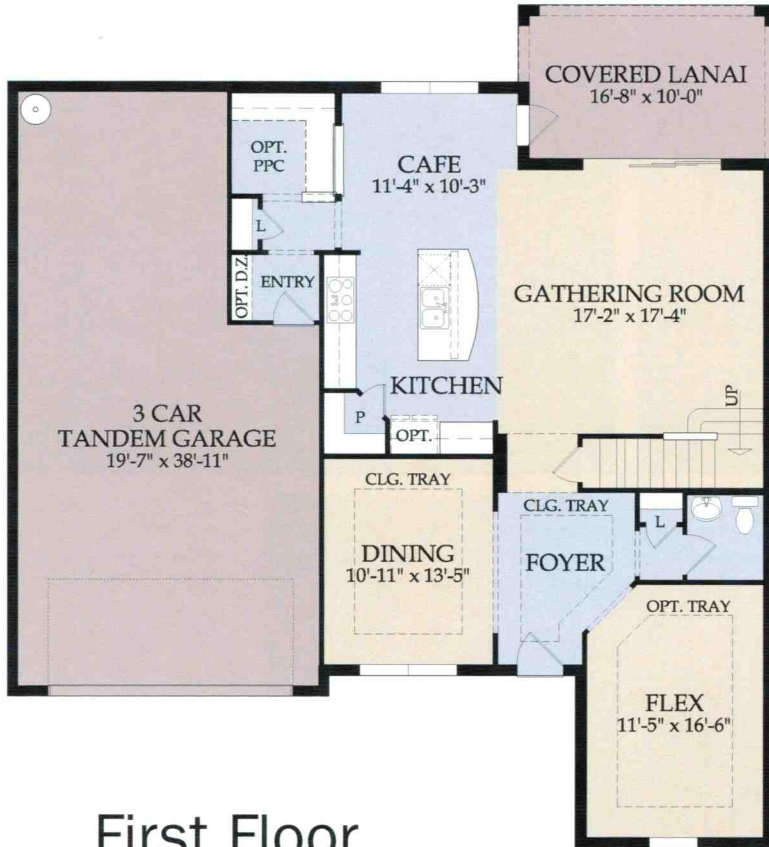 COVERED LANAI
16'-8" x 10'-0"
OPT.
PPC
CAFE
11'-4" x 10'-3"
L
OPT. D.Z.
ENTRY
GATHERING ROOM
17'-2" x 17'-4"
KITCHEN
UP
P
OPT.
3 CAR
TANDEM GARAGE
19'-7" x 38'-11"
CLG. TRAY
CLG. TRAY
L
DINING
10'-11" x 13'-5"
FOYER
OPT. TRAY
FLEX
11'-5" x 16'-6"
First Floor